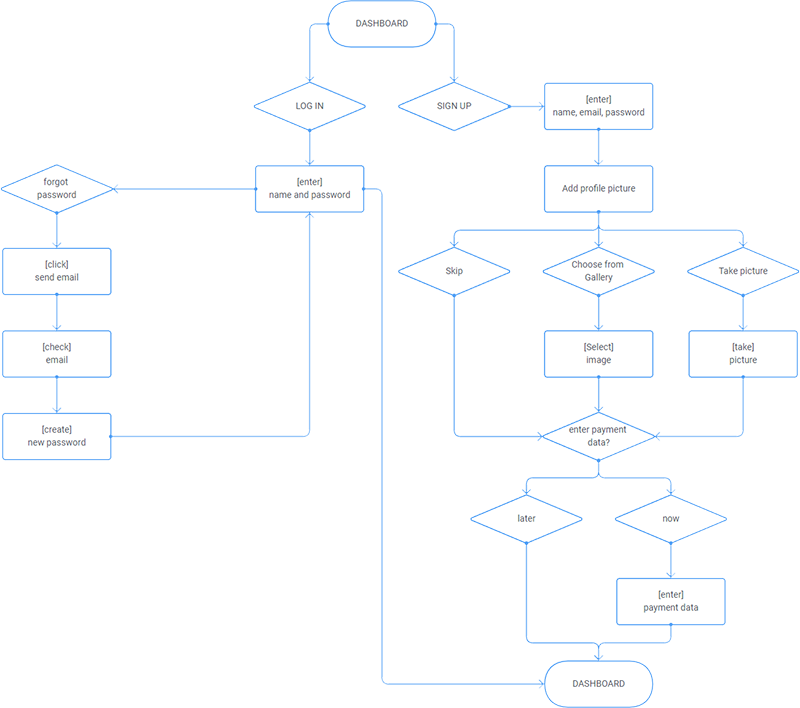 DASHBOARD
LOG IN
SIGN UP
[enter]
name, email, password
forgot
password
[enter]
name and password
Add profile picture
[click]
send email
Skip
Choose from
Gallery
Take picture
[check]
email
[Select]
image
[take]
picture
[create]
new password
enter payment
data?
later
now
[enter]
payment data
DASHBOARD